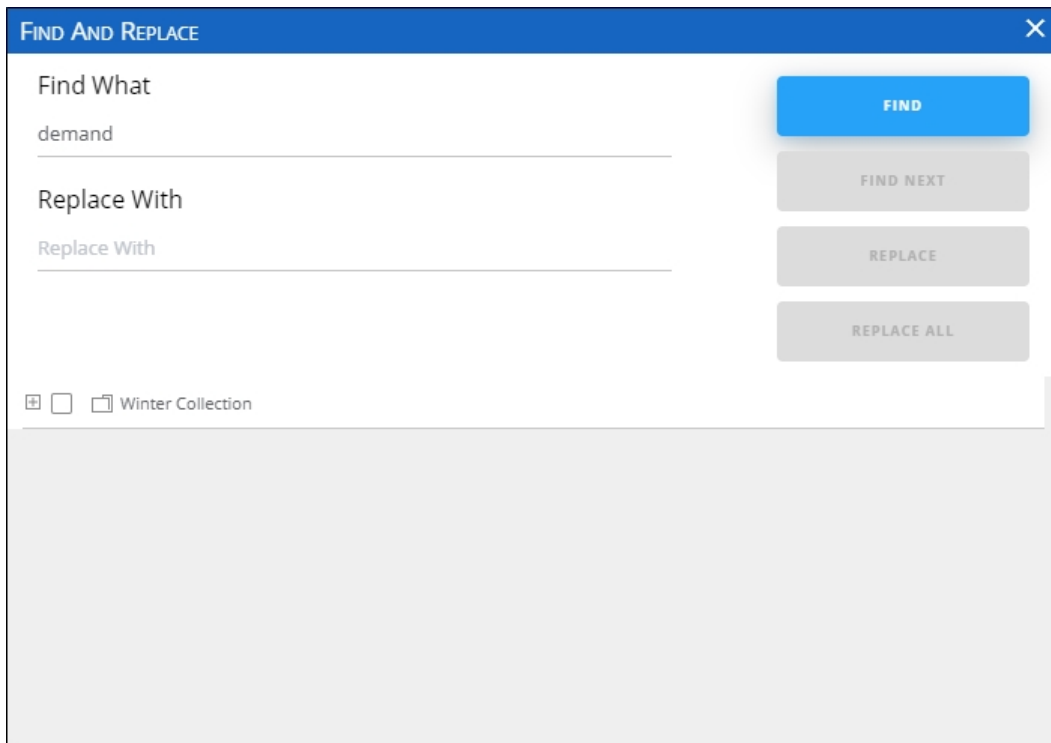 Find And Replace
Find What
demand
Replace With
Replace With
FIND
FIND NEXT
REPLACE
REPLACE ALL
Winter Collection